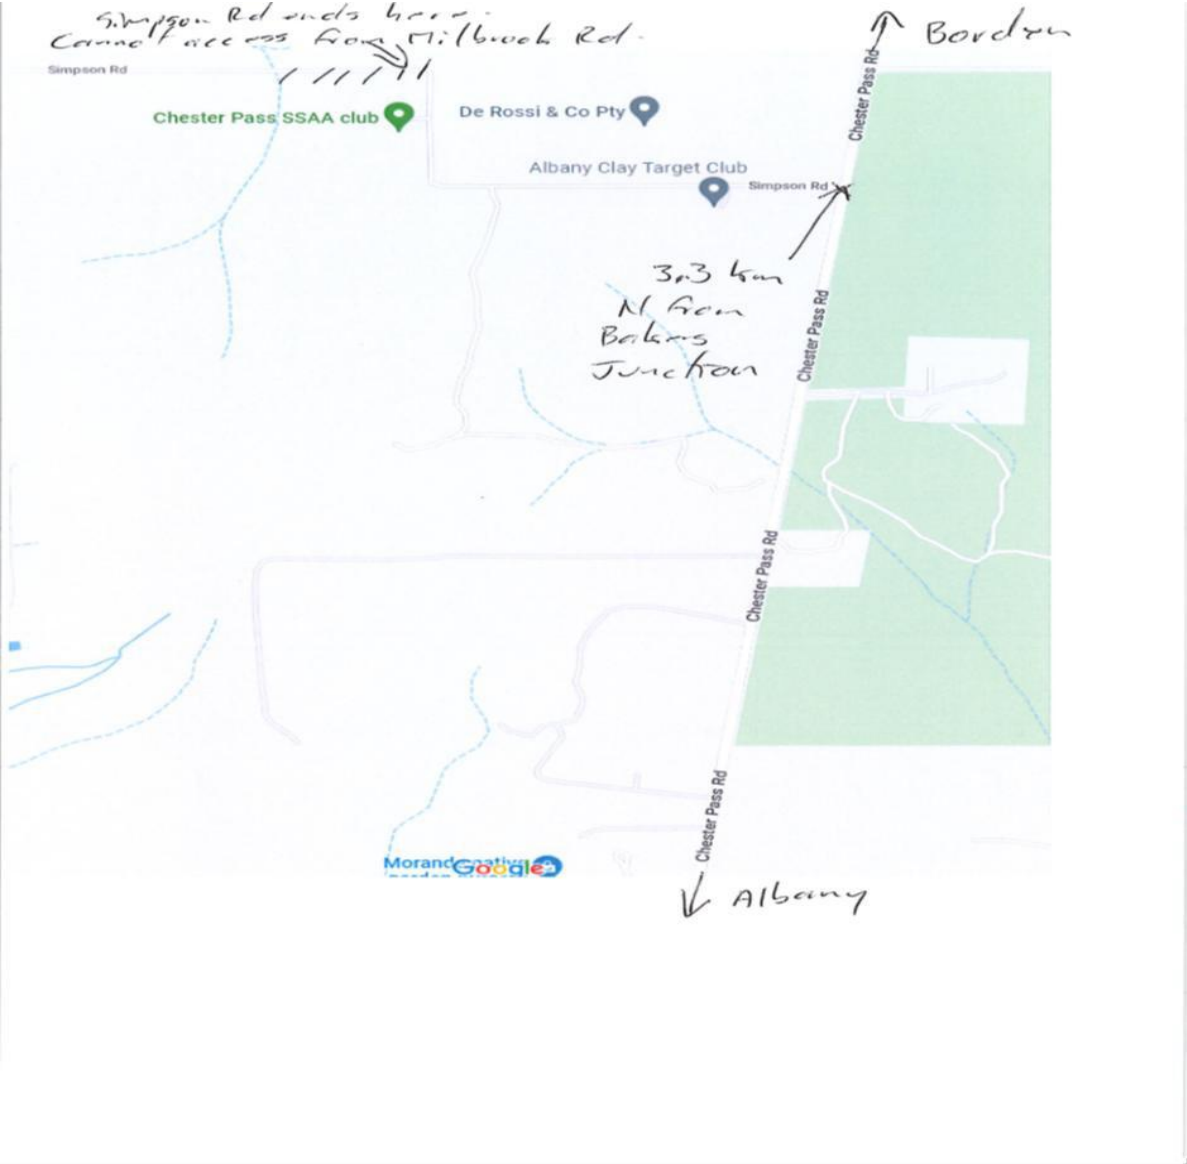 Simpson Rd ends here.
Cannot access from Milbrook Rd.
Borden
Simpson Rd
Chester Pass Rd
Chester Pass SSAA club
De Rossi & Co Pty
Albany Clay Target Club
Simpson Rd
3.3 km
N from
Bakers
Junction
Chester Pass Rd
Chester Pass Rd
Chester Pass Rd
Morand
Google
Albany